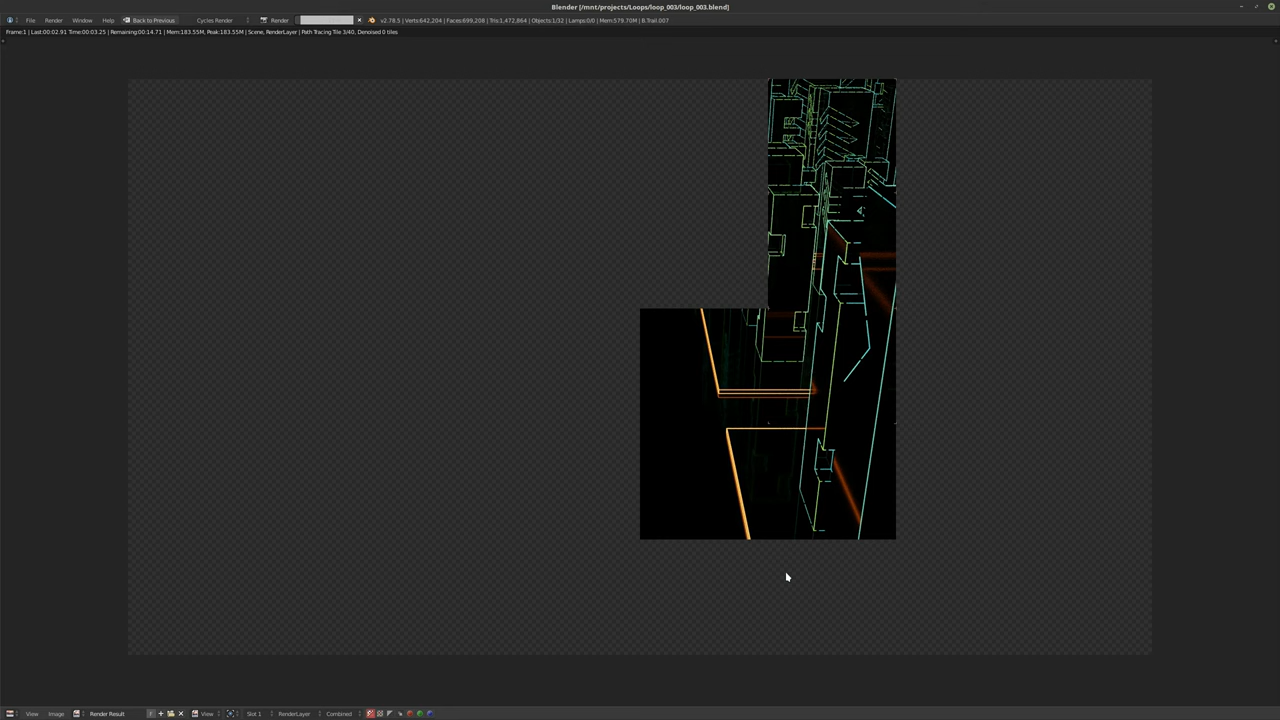 Blender [/mnt/projects/Loops/loop_003/loop_003.blend]
File Render Window Help Back to Previous Cycles Render Render v2.78.5 | Verts:642,204 | Faces:699,208 | Tris:1,472,864 | Objects:1/32 | Lamps:0/0 | Mem:579.70M | B.Trail.007
Frame:1 | Last:00:02.91 Time:00:03.25 | Remaining:00:14.71 | Mem:183.55M, Peak:183.55M | Scene, RenderLayer | Path Tracing Tile 3/40, Denoised 0 tiles
View Image Render Result F View Slot 1 RenderLayer Combined